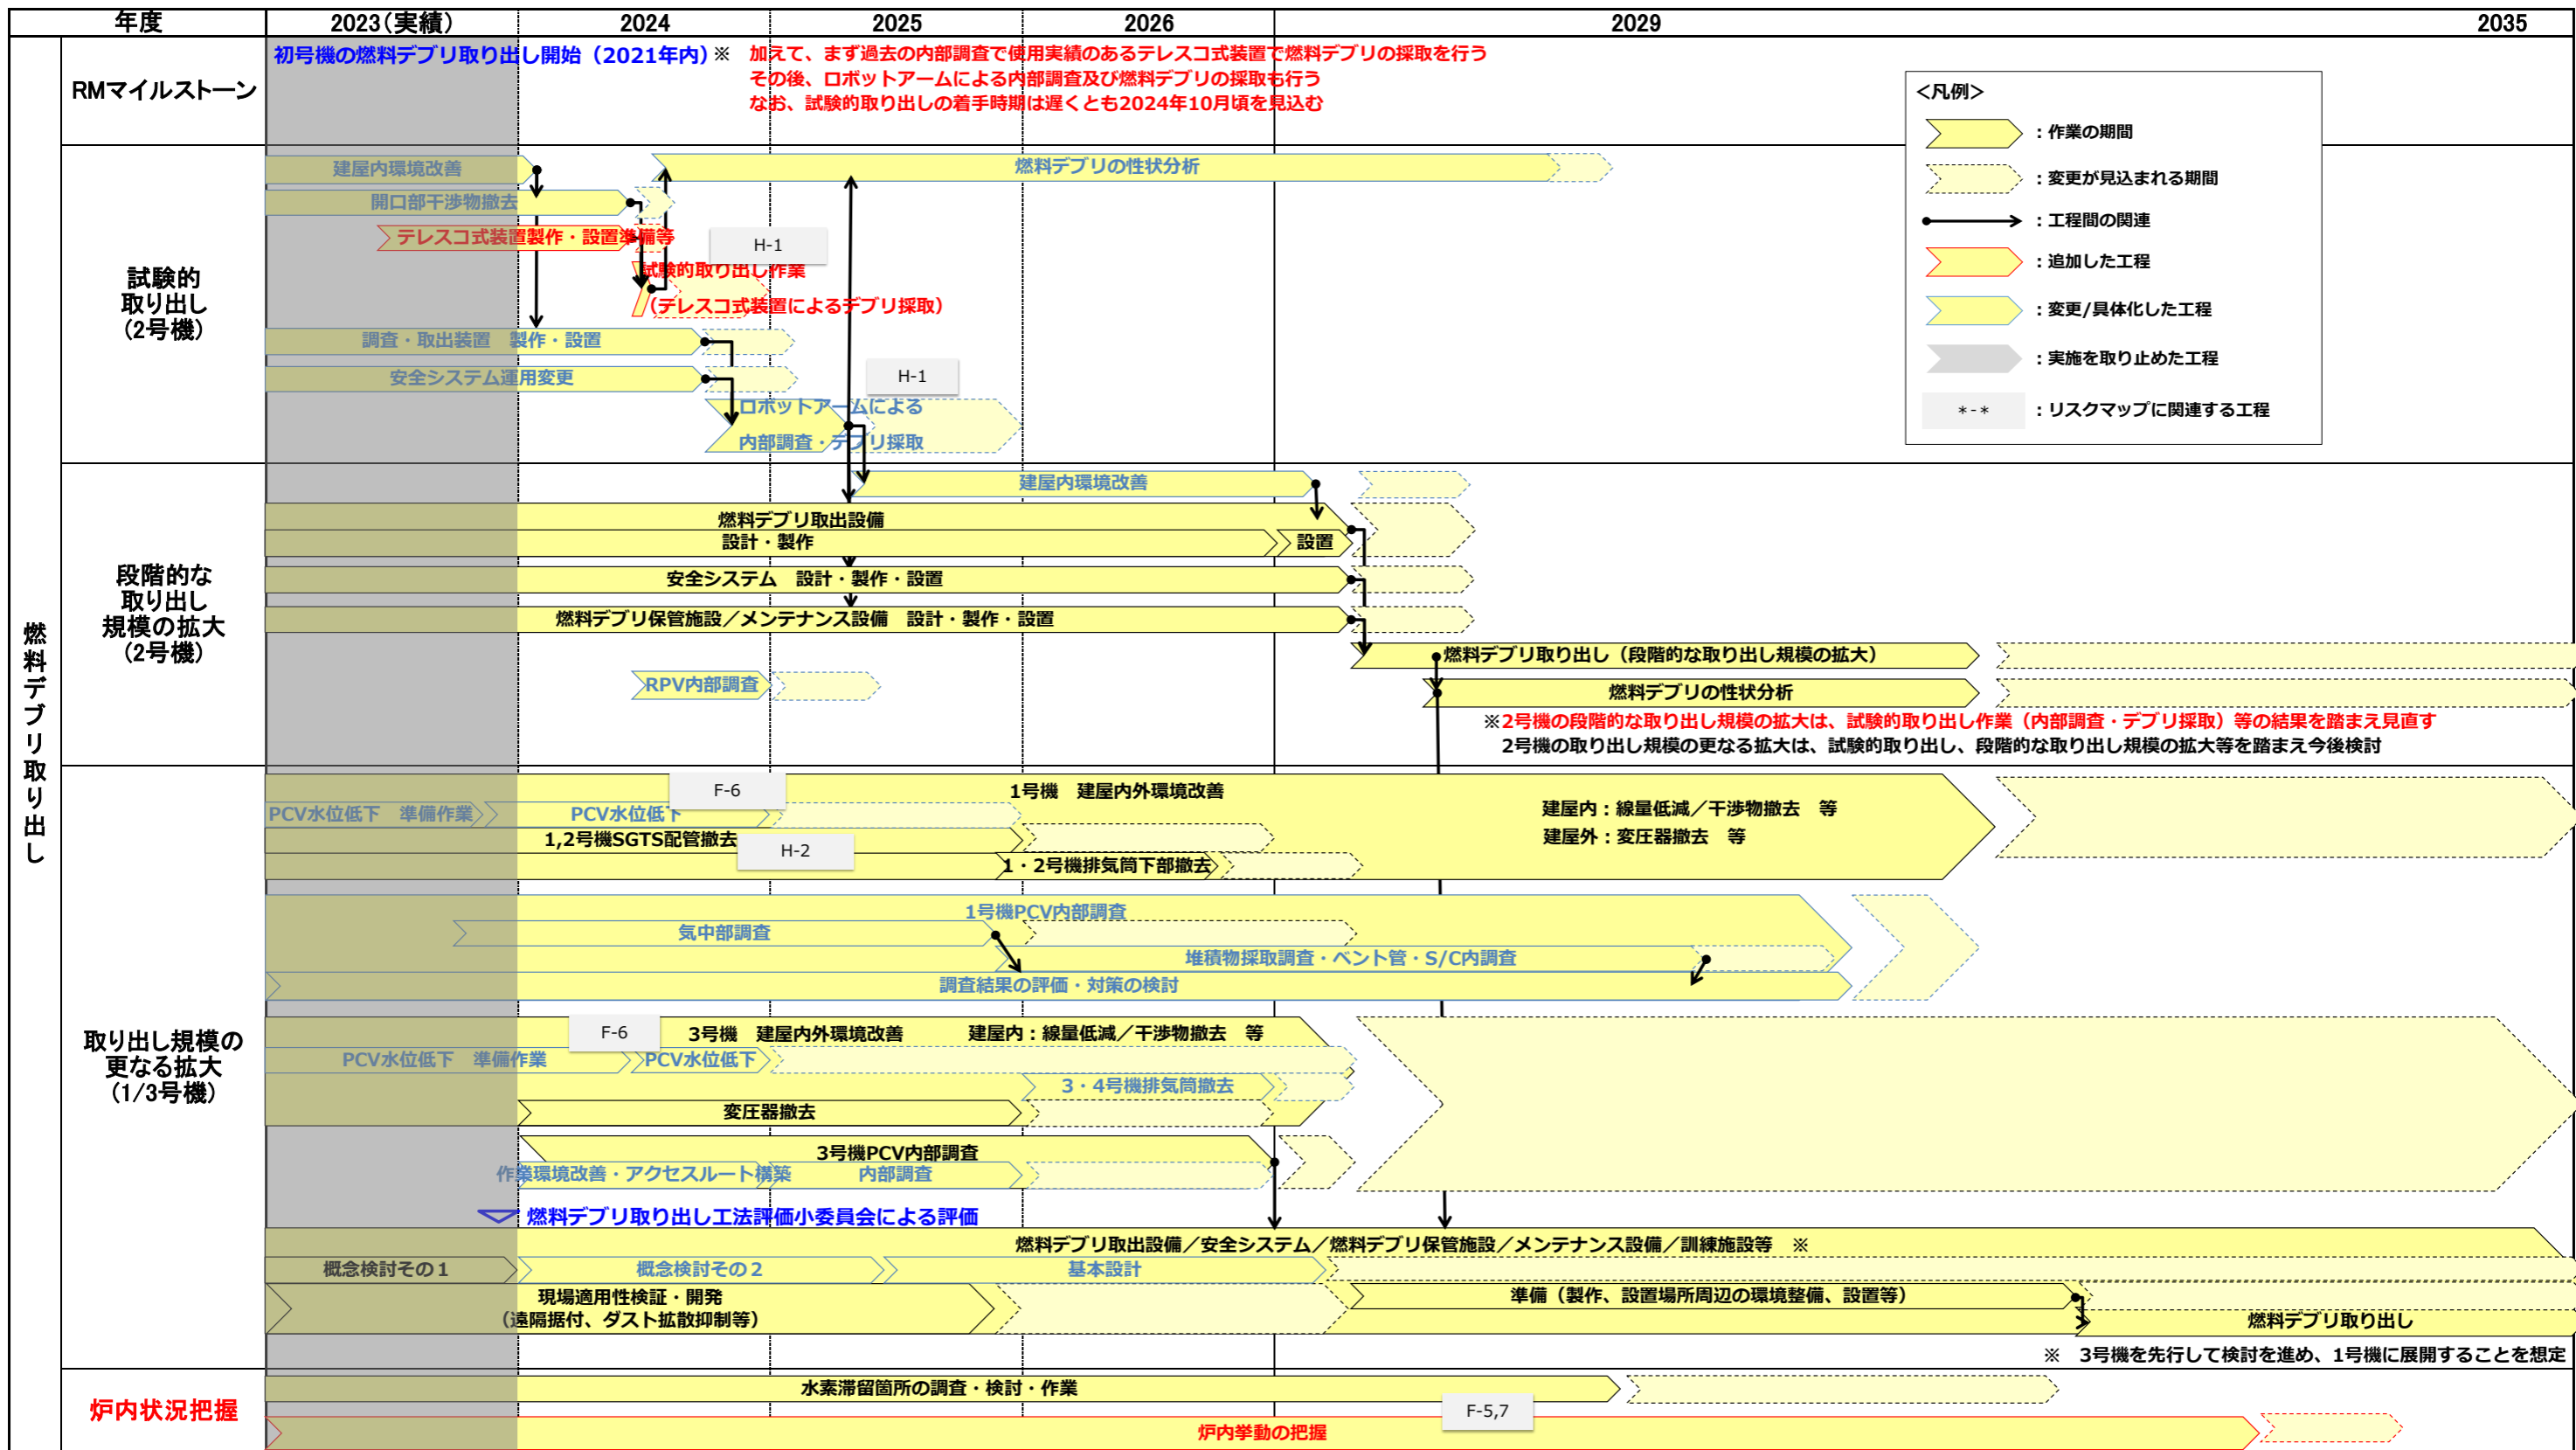 年度 2023(実績) 2024 2025 2026 2029 2035
燃料デブリ取り出し
RMマイルストーン
初号機の燃料デブリ取り出し開始（2021年内）※
加えて、まず過去の内部調査で使用実績のあるテレスコ式装置で燃料デブリの採取を行う
その後、ロボットアームによる内部調査及び燃料デブリの採取も行う
なお、試験的取り出しの着手時期は遅くとも2024年10月頃を見込む
＜凡例＞
：作業の期間
：変更が見込まれる期間
：工程間の関連
：追加した工程
：変更/具体化した工程
：実施を取り止めた工程
*-* ：リスクマップに関連する工程
試験的
取り出し
(2号機)
建屋内環境改善
燃料デブリの性状分析
開口部干渉物撤去
テレスコ式装置製作・設置準備等
H-1
試験的取り出し作業
（テレスコ式装置によるデブリ採取）
調査・取出装置　製作・設置
安全システム運用変更
H-1
ロボットアームによる
内部調査・デブリ採取
段階的な
取り出し
規模の拡大
(2号機)
建屋内環境改善
燃料デブリ取出設備
設計・製作
設置
安全システム　設計・製作・設置
燃料デブリ保管施設／メンテナンス設備　設計・製作・設置
燃料デブリ取り出し（段階的な取り出し規模の拡大）
RPV内部調査
燃料デブリの性状分析
※2号機の段階的な取り出し規模の拡大は、試験的取り出し作業（内部調査・デブリ採取）等の結果を踏まえ見直す
2号機の取り出し規模の更なる拡大は、試験的取り出し、段階的な取り出し規模の拡大等を踏まえ今後検討
取り出し規模の
更なる拡大
(1/3号機)
1号機　建屋内外環境改善
F-6
建屋内：線量低減／干渉物撤去　等
建屋外：変圧器撤去　等
PCV水位低下　準備作業
PCV水位低下
1,2号機SGTS配管撤去
H-2
1・2号機排気筒下部撤去
1号機PCV内部調査
気中部調査
堆積物採取調査・ベント管・S/C内調査
調査結果の評価・対策の検討
F-6
3号機　建屋内外環境改善
建屋内：線量低減／干渉物撤去　等
PCV水位低下　準備作業
PCV水位低下
3・4号機排気筒撤去
変圧器撤去
3号機PCV内部調査
作業環境改善・アクセスルート構築
内部調査
燃料デブリ取り出し工法評価小委員会による評価
燃料デブリ取出設備／安全システム／燃料デブリ保管施設／メンテナンス設備／訓練施設等　※
概念検討その1
概念検討その2
基本設計
現場適用性検証・開発
（遠隔据付、ダスト拡散抑制等）
準備（製作、設置場所周辺の環境整備、設置等）
燃料デブリ取り出し
※　3号機を先行して検討を進め、1号機に展開することを想定
炉内状況把握
水素滞留箇所の調査・検討・作業
F-5,7
炉内挙動の把握